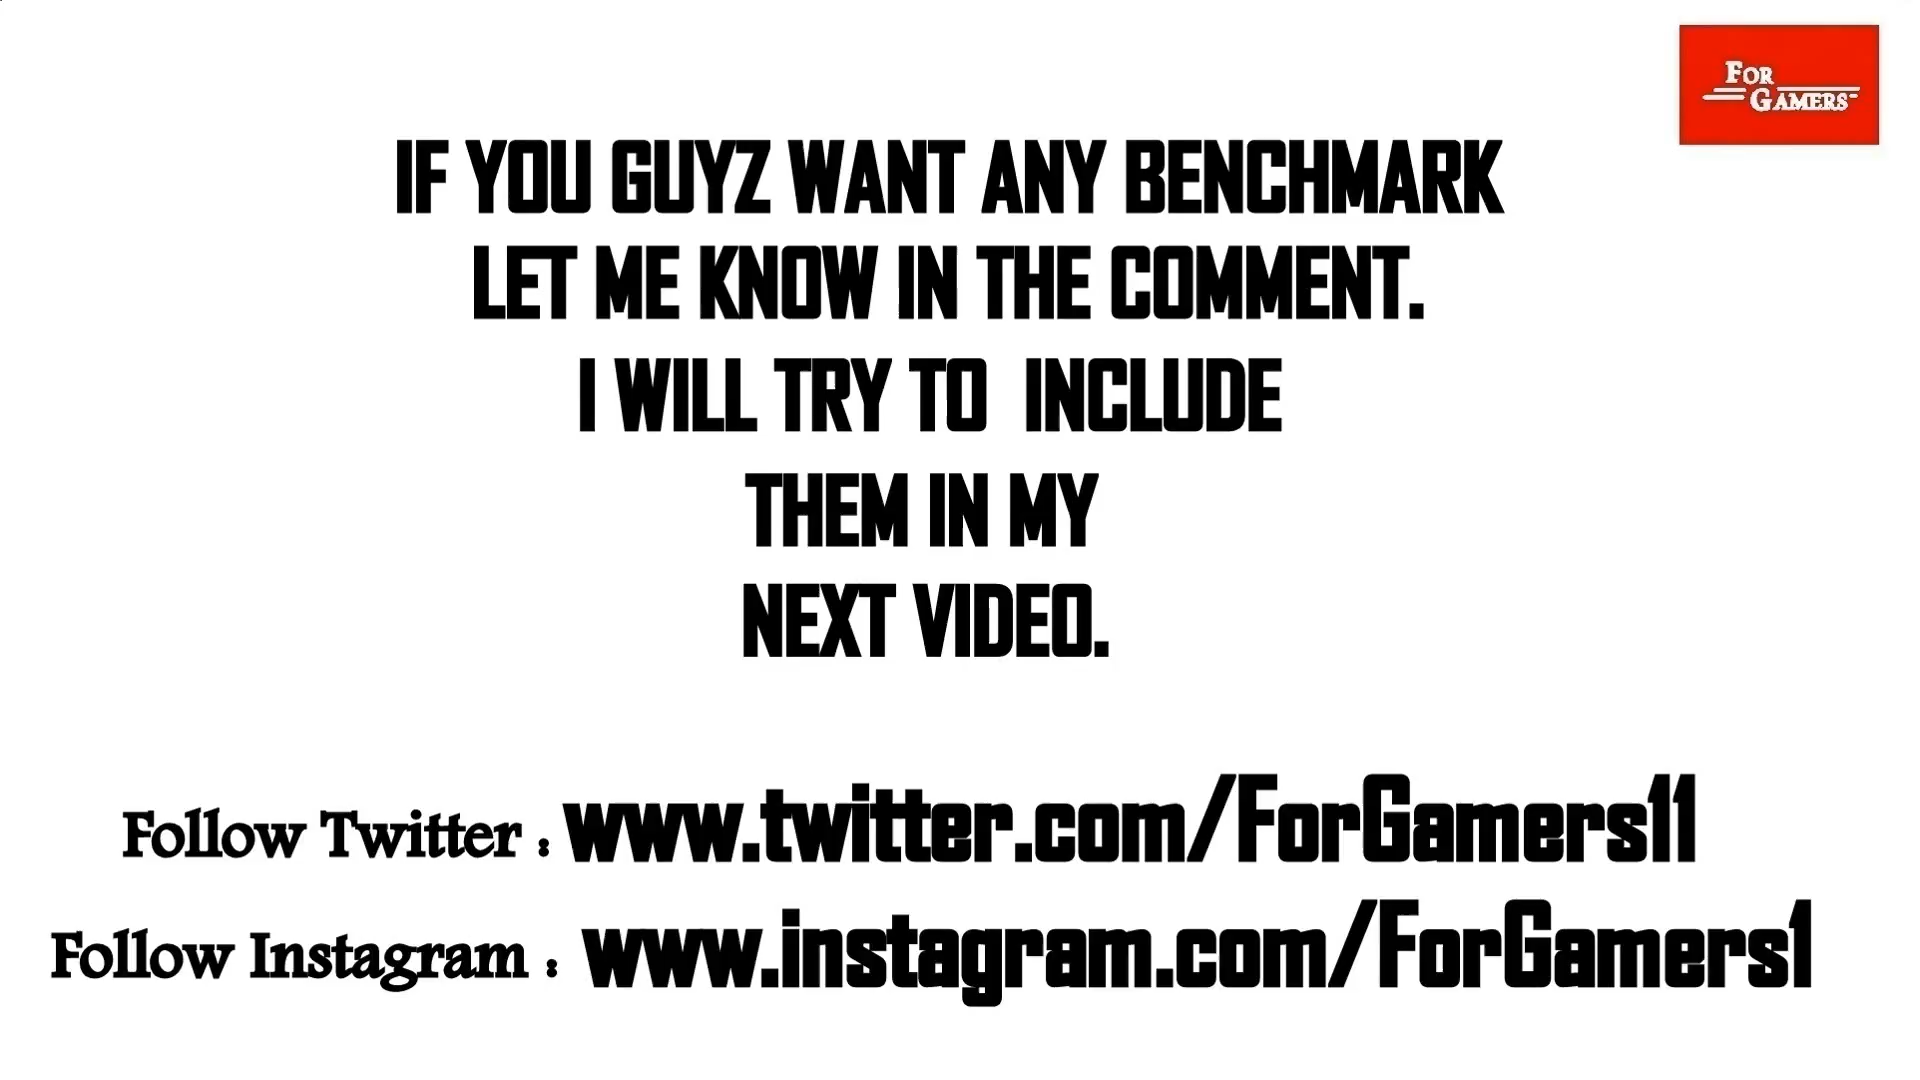 For
Gamers
IF YOU GUYZ WANT ANY BENCHMARK
LET ME KNOW IN THE COMMENT.
I WILL TRY TO INCLUDE
THEM IN MY
NEXT VIDEO.
Follow Twitter : www.twitter.com/ForGamers11
Follow Instagram : www.instagram.com/ForGamers1